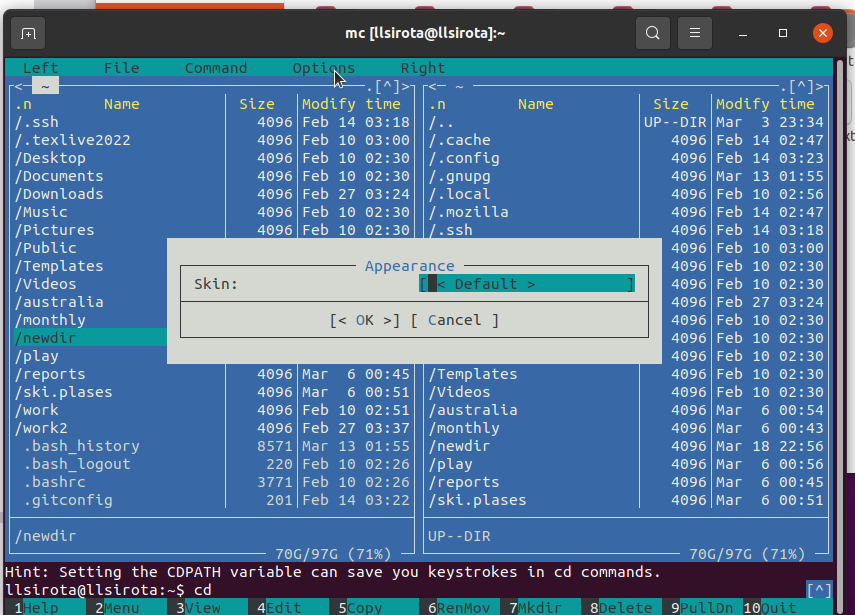 mc [llsirota@llsirota]:~
Left File Command Options Right
<─ ~ .[^]> <─ ~ .[^]>
.n Name Size Modify time .n Name Size Modify time
/.ssh 4096 Feb 14 03:18 /.. UP--DIR Mar 3 23:34
/.texlive2022 4096 Feb 10 03:00 /.cache 4096 Feb 14 02:47
/Desktop 4096 Feb 10 02:30 /.config 4096 Feb 14 03:23
/Documents 4096 Feb 10 02:30 /.gnupg 4096 Mar 13 01:55
/Downloads 4096 Feb 27 03:24 /.local 4096 Feb 10 02:56
/Music 4096 Feb 10 02:30 /.mozilla 4096 Feb 14 02:47
/Pictures 4096 Feb 10 02:30 /.ssh 4096 Feb 14 03:18
/Public 4096 Feb 10 03:00
/Templates 4096 Feb 10 02:30
/Videos 4096 Feb 10 02:30
/australia 4096 Feb 27 03:24
/monthly 4096 Feb 10 02:30
/newdir 4096 Feb 10 02:30
/play 4096 Feb 10 02:30
Appearance
Skin: [ < Default > ]
[< OK >] [ Cancel ]
/reports 4096 Mar 6 00:45 /Templates 4096 Feb 10 02:30
/ski.plases 4096 Mar 6 00:51 /Videos 4096 Feb 10 02:30
/work 4096 Feb 10 02:51 /australia 4096 Mar 6 00:54
/work2 4096 Feb 27 03:37 /monthly 4096 Mar 6 00:43
.bash_history 8571 Mar 13 01:55 /newdir 4096 Mar 18 22:56
.bash_logout 220 Feb 10 02:26 /play 4096 Mar 6 00:56
.bashrc 3771 Feb 10 02:26 /reports 4096 Mar 6 00:45
.gitconfig 201 Feb 14 03:22 /ski.plases 4096 Mar 6 00:51
/newdir UP--DIR
70G/97G (71%) 70G/97G (71%)
Hint: Setting the CDPATH variable can save you keystrokes in cd commands.
llsirota@llsirota:~$ cd [^]
1Help 2Menu 3View 4Edit 5Copy 6RenMov 7Mkdir 8Delete 9PullDn 10Quit